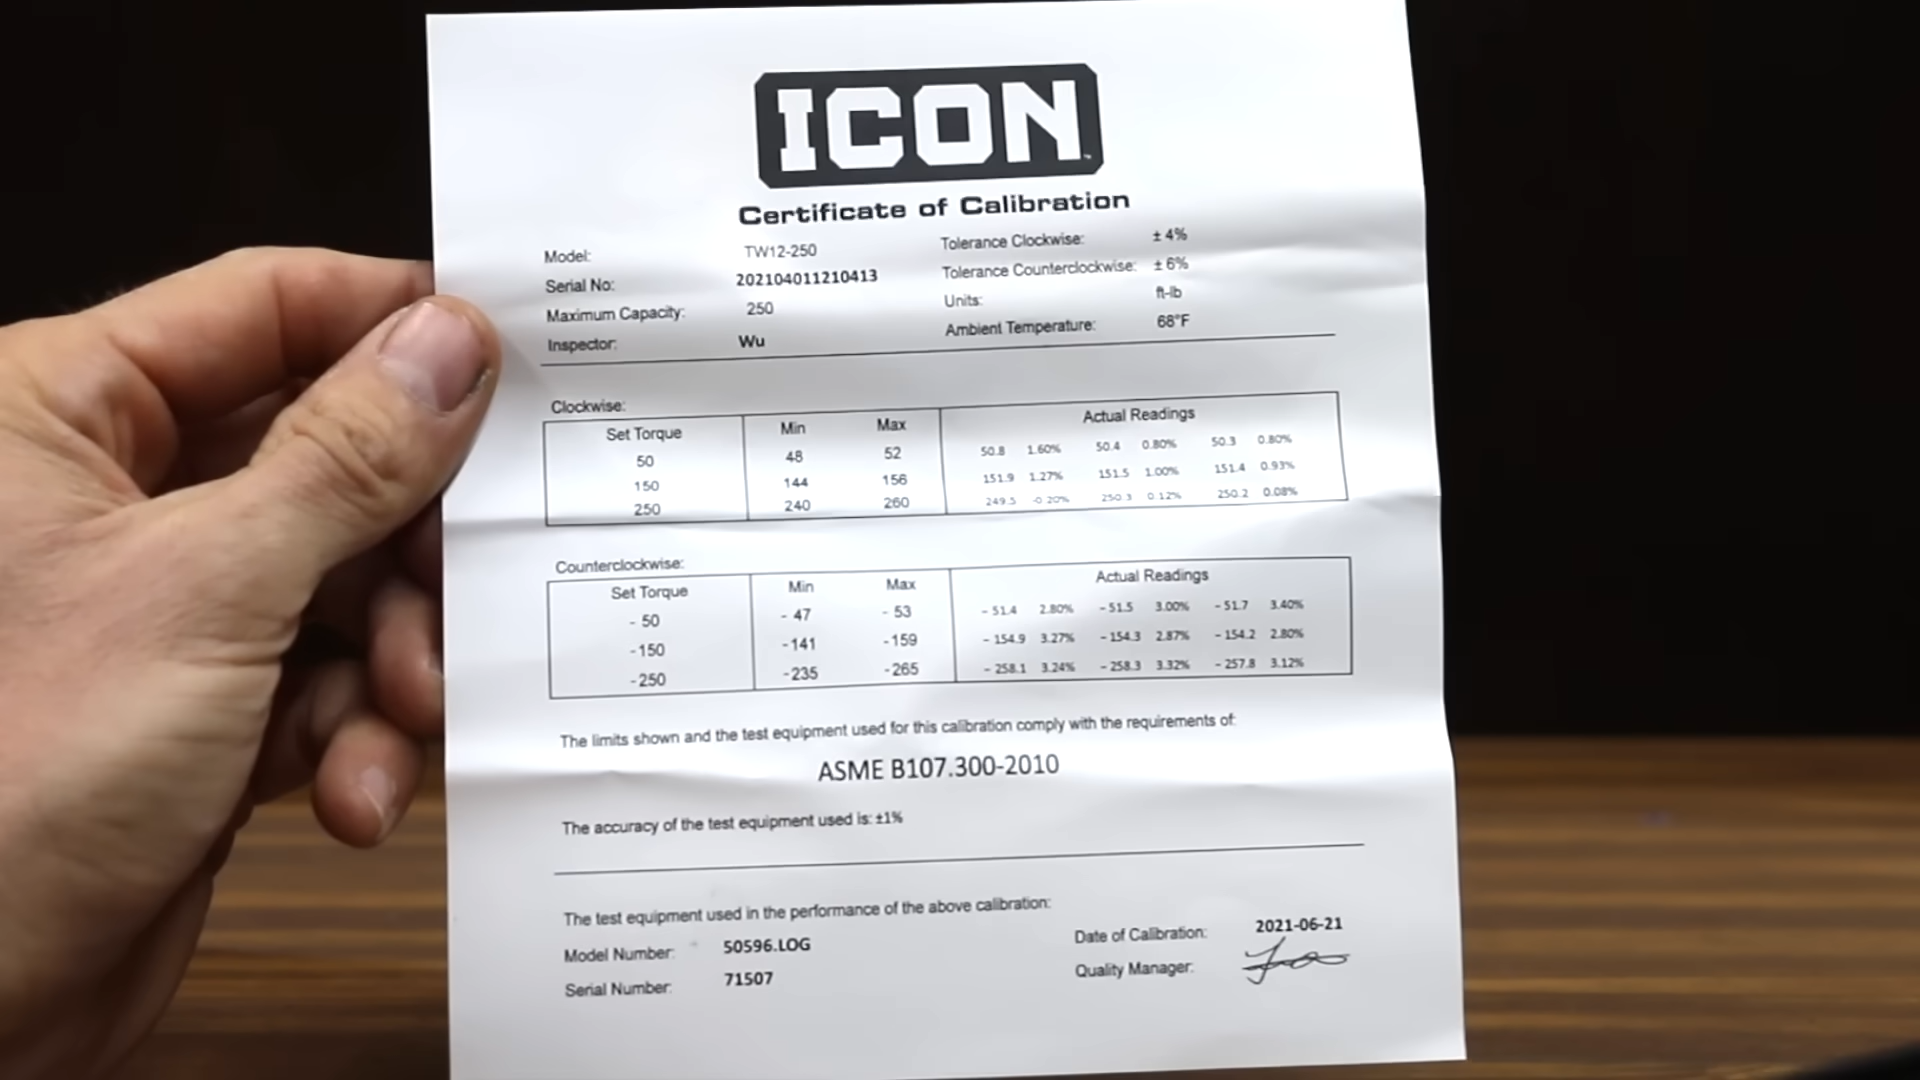 ICON
Certificate of Calibration
Model: TW12-250 Tolerance Clockwise: ± 4%
Serial No: 202104011210413 Tolerance Counterclockwise: ± 6%
Maximum Capacity: 250 Units: ft-lb
Inspector: Wu Ambient Temperature: 68°F
Clockwise:
Set Torque Min Max Actual Readings
50 48 52 50.8 1.60% 50.4 0.80% 50.3 0.80%
150 144 156 151.9 1.27% 151.5 1.00% 151.4 0.93%
250 240 260 249.5 -0.20% 250.3 0.12% 250.2 0.08%
Counterclockwise:
Set Torque Min Max Actual Readings
- 50 - 47 - 53 - 51.4 2.80% - 51.5 3.00% - 51.7 3.40%
-150 -141 -159 - 154.9 3.27% - 154.3 2.87% - 154.2 2.80%
-250 -235 -265 - 258.1 3.24% - 258.3 3.32% - 257.8 3.12%
The limits shown and the test equipment used for this calibration comply with the requirements of:
ASME B107.300-2010
The accuracy of the test equipment used is: ±1%
The test equipment used in the performance of the above calibration:
Model Number: 50596.LOG Date of Calibration: 2021-06-21
Serial Number: 71507 Quality Manager: